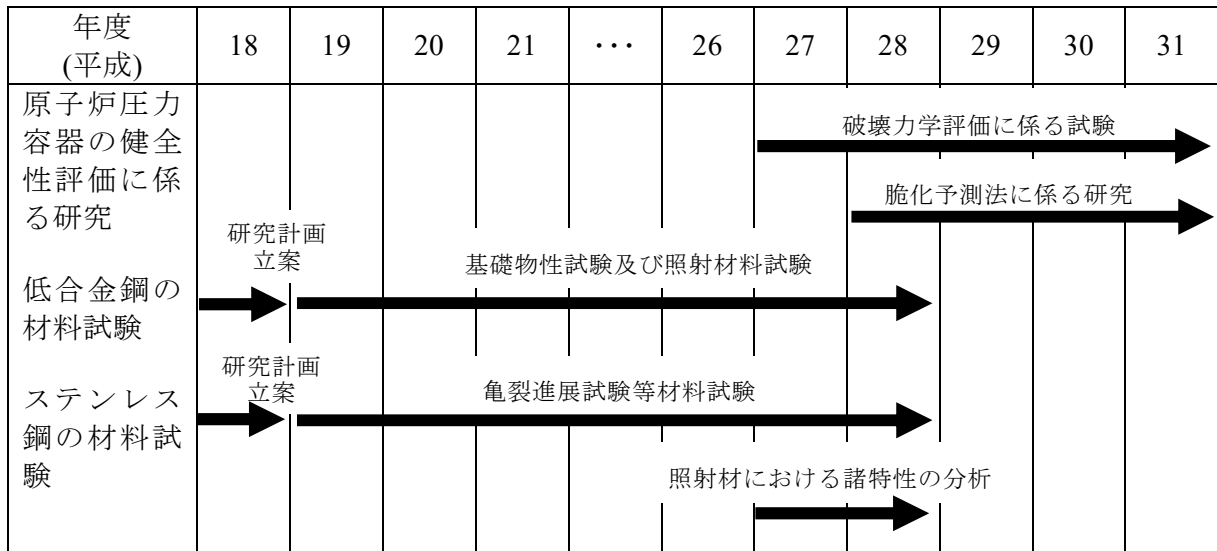 年度
(平成)
18 19 20 21 ··· 26 27 28 29 30 31
原子炉圧力
容器の健全
性評価に係
る研究
破壊力学評価に係る試験
脆化予測法に係る研究
低合金鋼の
材料試験
研究計画
立案
基礎物性試験及び照射材料試験
ステンレス
鋼の材料試
験
研究計画
立案
亀裂進展試験等材料試験
照射材における諸特性の分析